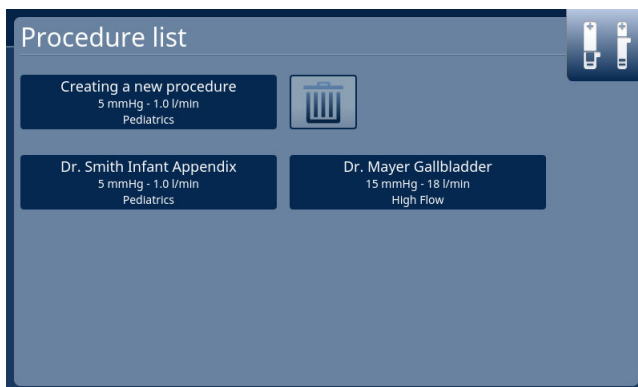 Procedure list
Creating a new procedure
5 mmHg - 1.0 l/min
Pediatrics
Dr. Smith Infant Appendix
5 mmHg - 1.0 l/min
Pediatrics
Dr. Mayer Gallbladder
15 mmHg - 18 l/min
High Flow